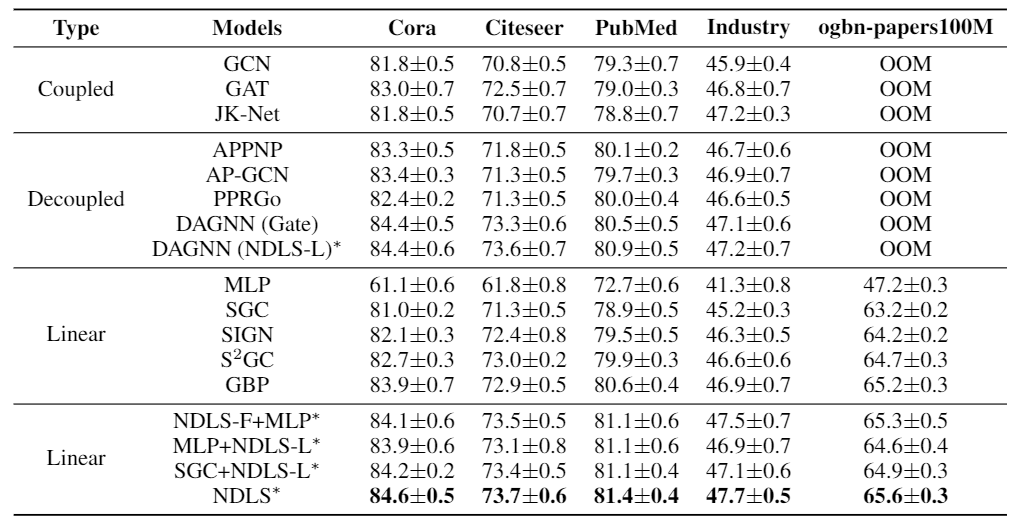 Type Models Cora Citeseer PubMed Industry ogbn-papers100M
GCN 81.8±0.5 70.8±0.5 79.3±0.7 45.9±0.4 OOM
Coupled GAT 83.0±0.7 72.5±0.7 79.0±0.3 46.8±0.7 OOM
JK-Net 81.8±0.5 70.7±0.7 78.8±0.7 47.2±0.3 OOM
APPNP 83.3±0.5 71.8±0.5 80.1±0.2 46.7±0.6 OOM
AP-GCN 83.4±0.3 71.3±0.5 79.7±0.3 46.9±0.7 OOM
Decoupled PPRGo 82.4±0.2 71.3±0.5 80.0±0.4 46.6±0.5 OOM
DAGNN (Gate) 84.4±0.5 73.3±0.6 80.5±0.5 47.1±0.6 OOM
DAGNN (NDLS-L)* 84.4±0.6 73.6±0.7 80.9±0.5 47.2±0.7 OOM
MLP 61.1±0.6 61.8±0.8 72.7±0.6 41.3±0.8 47.2±0.3
SGC 81.0±0.2 71.3±0.5 78.9±0.5 45.2±0.3 63.2±0.2
Linear SIGN 82.1±0.3 72.4±0.8 79.5±0.5 46.3±0.5 64.2±0.2
S²GC 82.7±0.3 73.0±0.2 79.9±0.3 46.6±0.6 64.7±0.3
GBP 83.9±0.7 72.9±0.5 80.6±0.4 46.9±0.7 65.2±0.3
NDLS-F+MLP* 84.1±0.6 73.5±0.5 81.1±0.6 47.5±0.7 65.3±0.5
Linear MLP+NDLS-L* 83.9±0.6 73.1±0.8 81.1±0.6 46.9±0.7 64.6±0.4
SGC+NDLS-L* 84.2±0.2 73.4±0.5 81.1±0.4 47.1±0.6 64.9±0.3
NDLS* 84.6±0.5 73.7±0.6 81.4±0.4 47.7±0.5 65.6±0.3